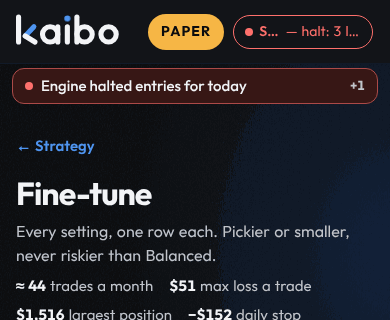 kaibo
PAPER
S... — halt: 3 l...
Engine halted entries for today
+1
← Strategy
Fine-tune
Every setting, one row each. Pickier or smaller,
never riskier than Balanced.
≈ 44 trades a month $51 max loss a trade
$1,516 largest position −$152 daily stop